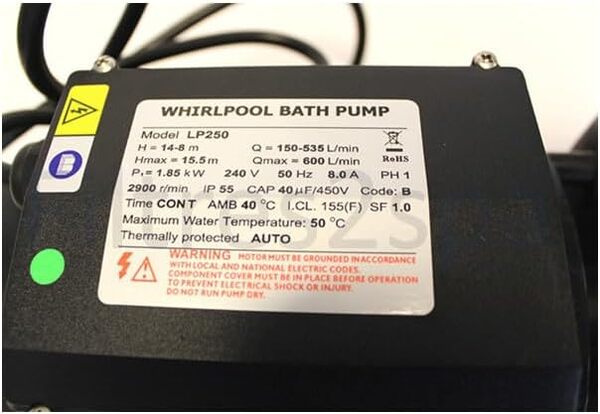 WHIRLPOOL BATH PUMP
Model LP250
H = 14-8 m Q = 150-535 L/min
Hmax = 15.5 m Qmax = 600 L/min
RoHS
P₁ = 1.85 kW 240 V 50 Hz 8.0 A PH 1
2900 r/min IP 55 CAP 40µF/450V Code: B
Time CONT AMB 40 °C I.CL. 155(F) SF 1.0
Maximum Water Temperature: 50 °C
Thermally protected AUTO
WARNING MOTOR MUST BE GROUNDED IN ACCORDANCE
WITH LOCAL AND NATIONAL ELECTRIC CODES.
COMPONENT COVER MUST BE IN PLACE BEFORE OPERATION
TO PREVENT ELECTRICAL SHOCK OR INJURY.
DO NOT RUN PUMP DRY.